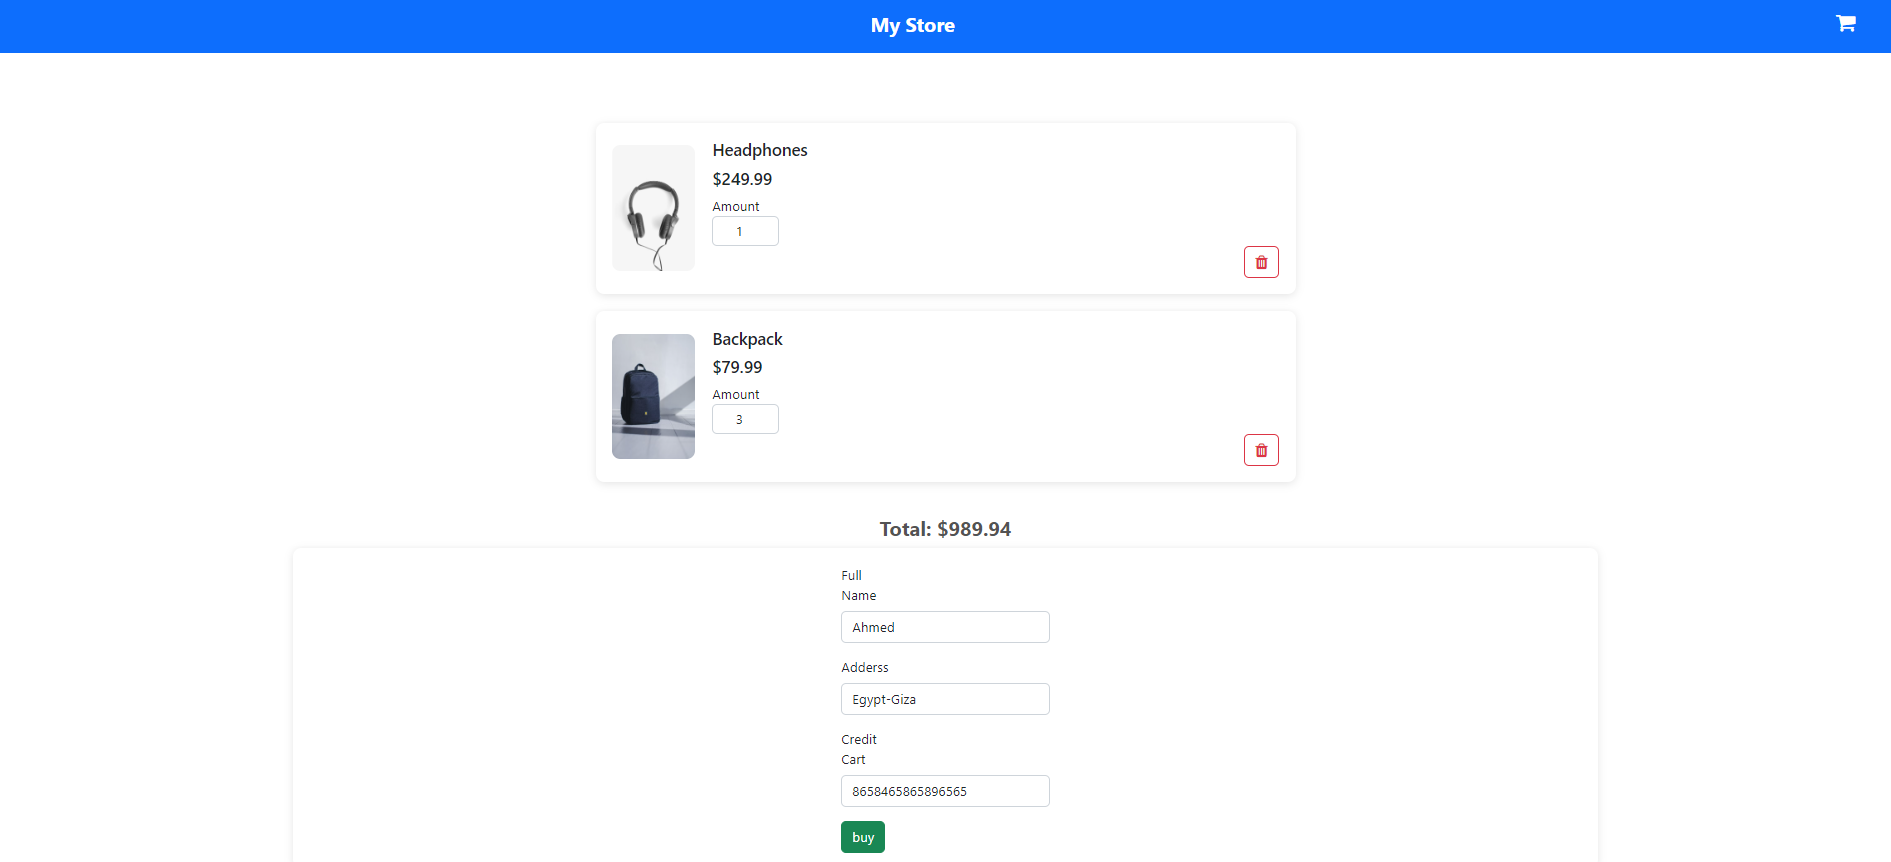 My Store
Headphones
$249.99
Amount
1
Backpack
$79.99
Amount
3
Total: $989.94
Full
Name
Ahmed
Adderss
Egypt-Giza
Credit
Cart
8658465865896565
buy